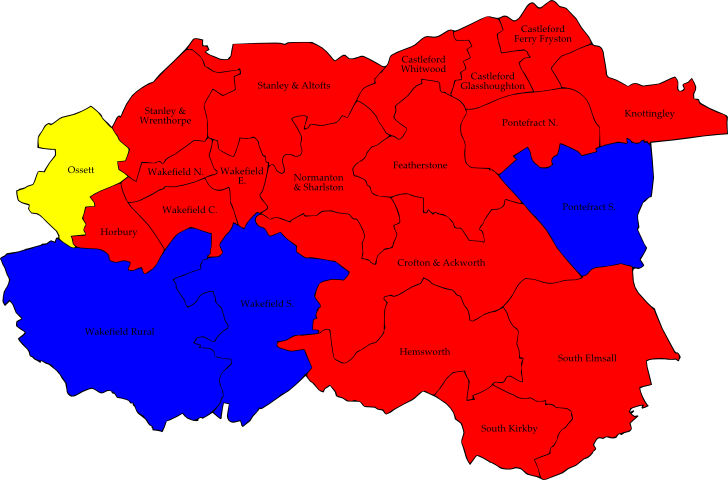 Castleford
Ferry Fryston
Castleford
Whitwood
Castleford
Glasshoughton
Stanley & Altofts
Stanley &
Wrenthorpe
Knottingley
Pontefract N.
Ossett
Wakefield N.
Wakefield
E.
Featherstone
Normanton
& Sharlston
Wakefield C.
Pontefract S.
Horbury
Crofton & Ackworth
Wakefield S.
Wakefield Rural
Hemsworth
South Elmsall
South Kirkby